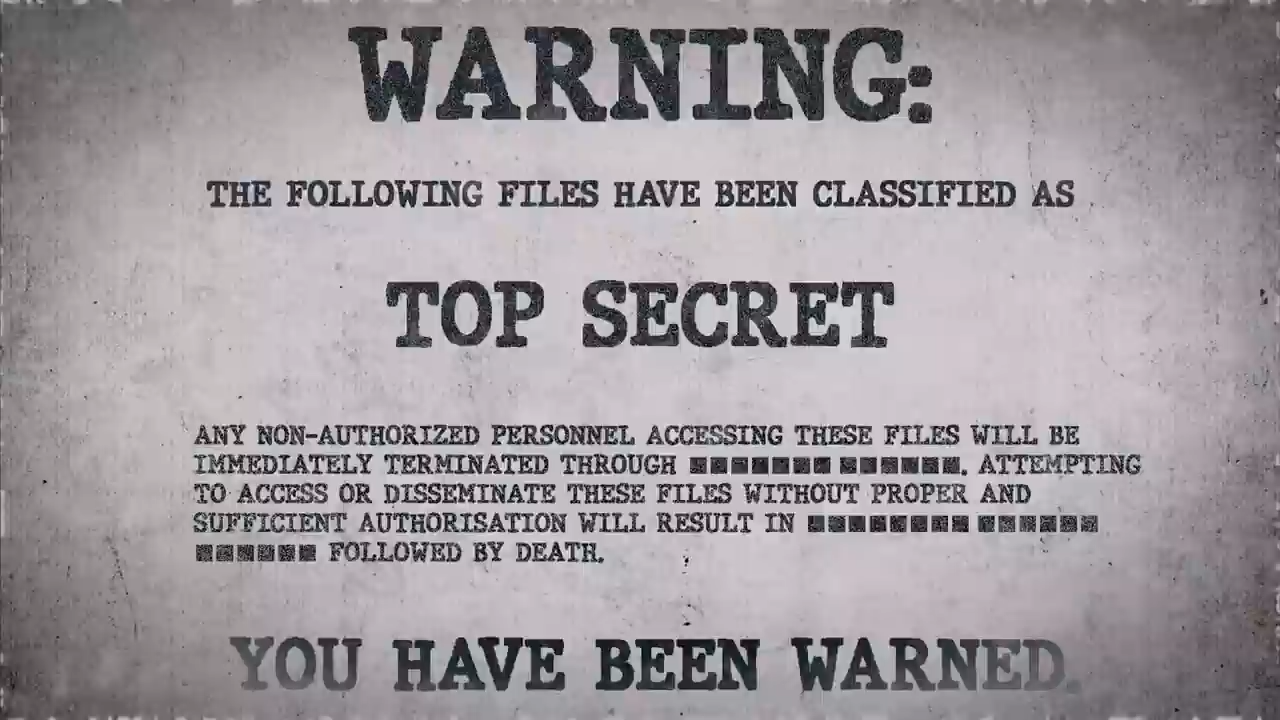 WARNING:
THE FOLLOWING FILES HAVE BEEN CLASSIFIED AS
TOP SECRET
ANY NON-AUTHORIZED PERSONNEL ACCESSING THESE FILES WILL BE
IMMEDIATELY TERMINATED THROUGH ■■■■■■■ ■■■■■■. ATTEMPTING
TO ACCESS OR DISSEMINATE THESE FILES WITHOUT PROPER AND
SUFFICIENT AUTHORISATION WILL RESULT IN ■■■■■■■■ ■■■■■■
■■■■■■ FOLLOWED BY DEATH.
YOU HAVE BEEN WARNED.